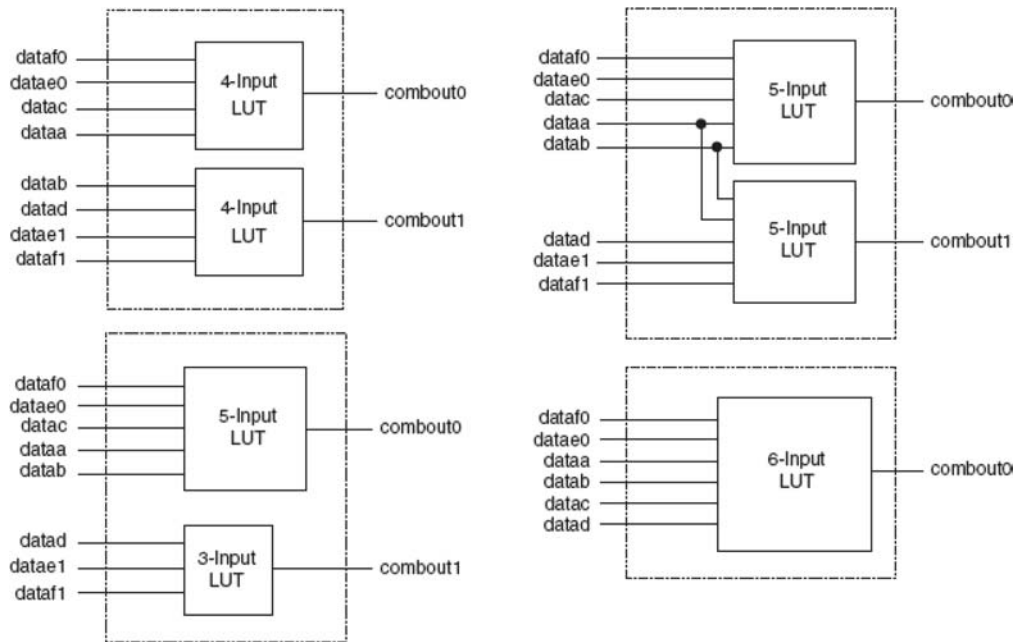 dataf0
datae0
datac
dataa
4-Input
LUT
combout0
datab
datad
datae1
dataf1
4-Input
LUT
combout1
dataf0
datae0
datac
dataa
datab
5-Input
LUT
combout0
datad
datae1
dataf1
3-Input
LUT
combout1
dataf0
datae0
datac
dataa
datab
5-Input
LUT
combout0
datad
datae1
dataf1
5-Input
LUT
combout1
dataf0
datae0
dataa
datab
datac
datad
6-Input
LUT
combout0